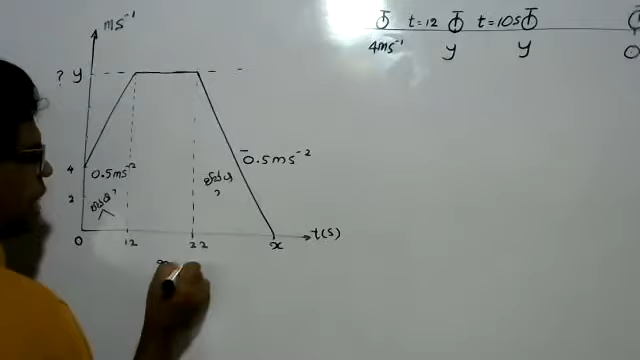 ms⁻¹
? y
4
2
0
0.5ms⁻²
-0.5ms⁻²
12
22
x
t(s)
t=12 t=10s
4ms⁻¹ y y 0